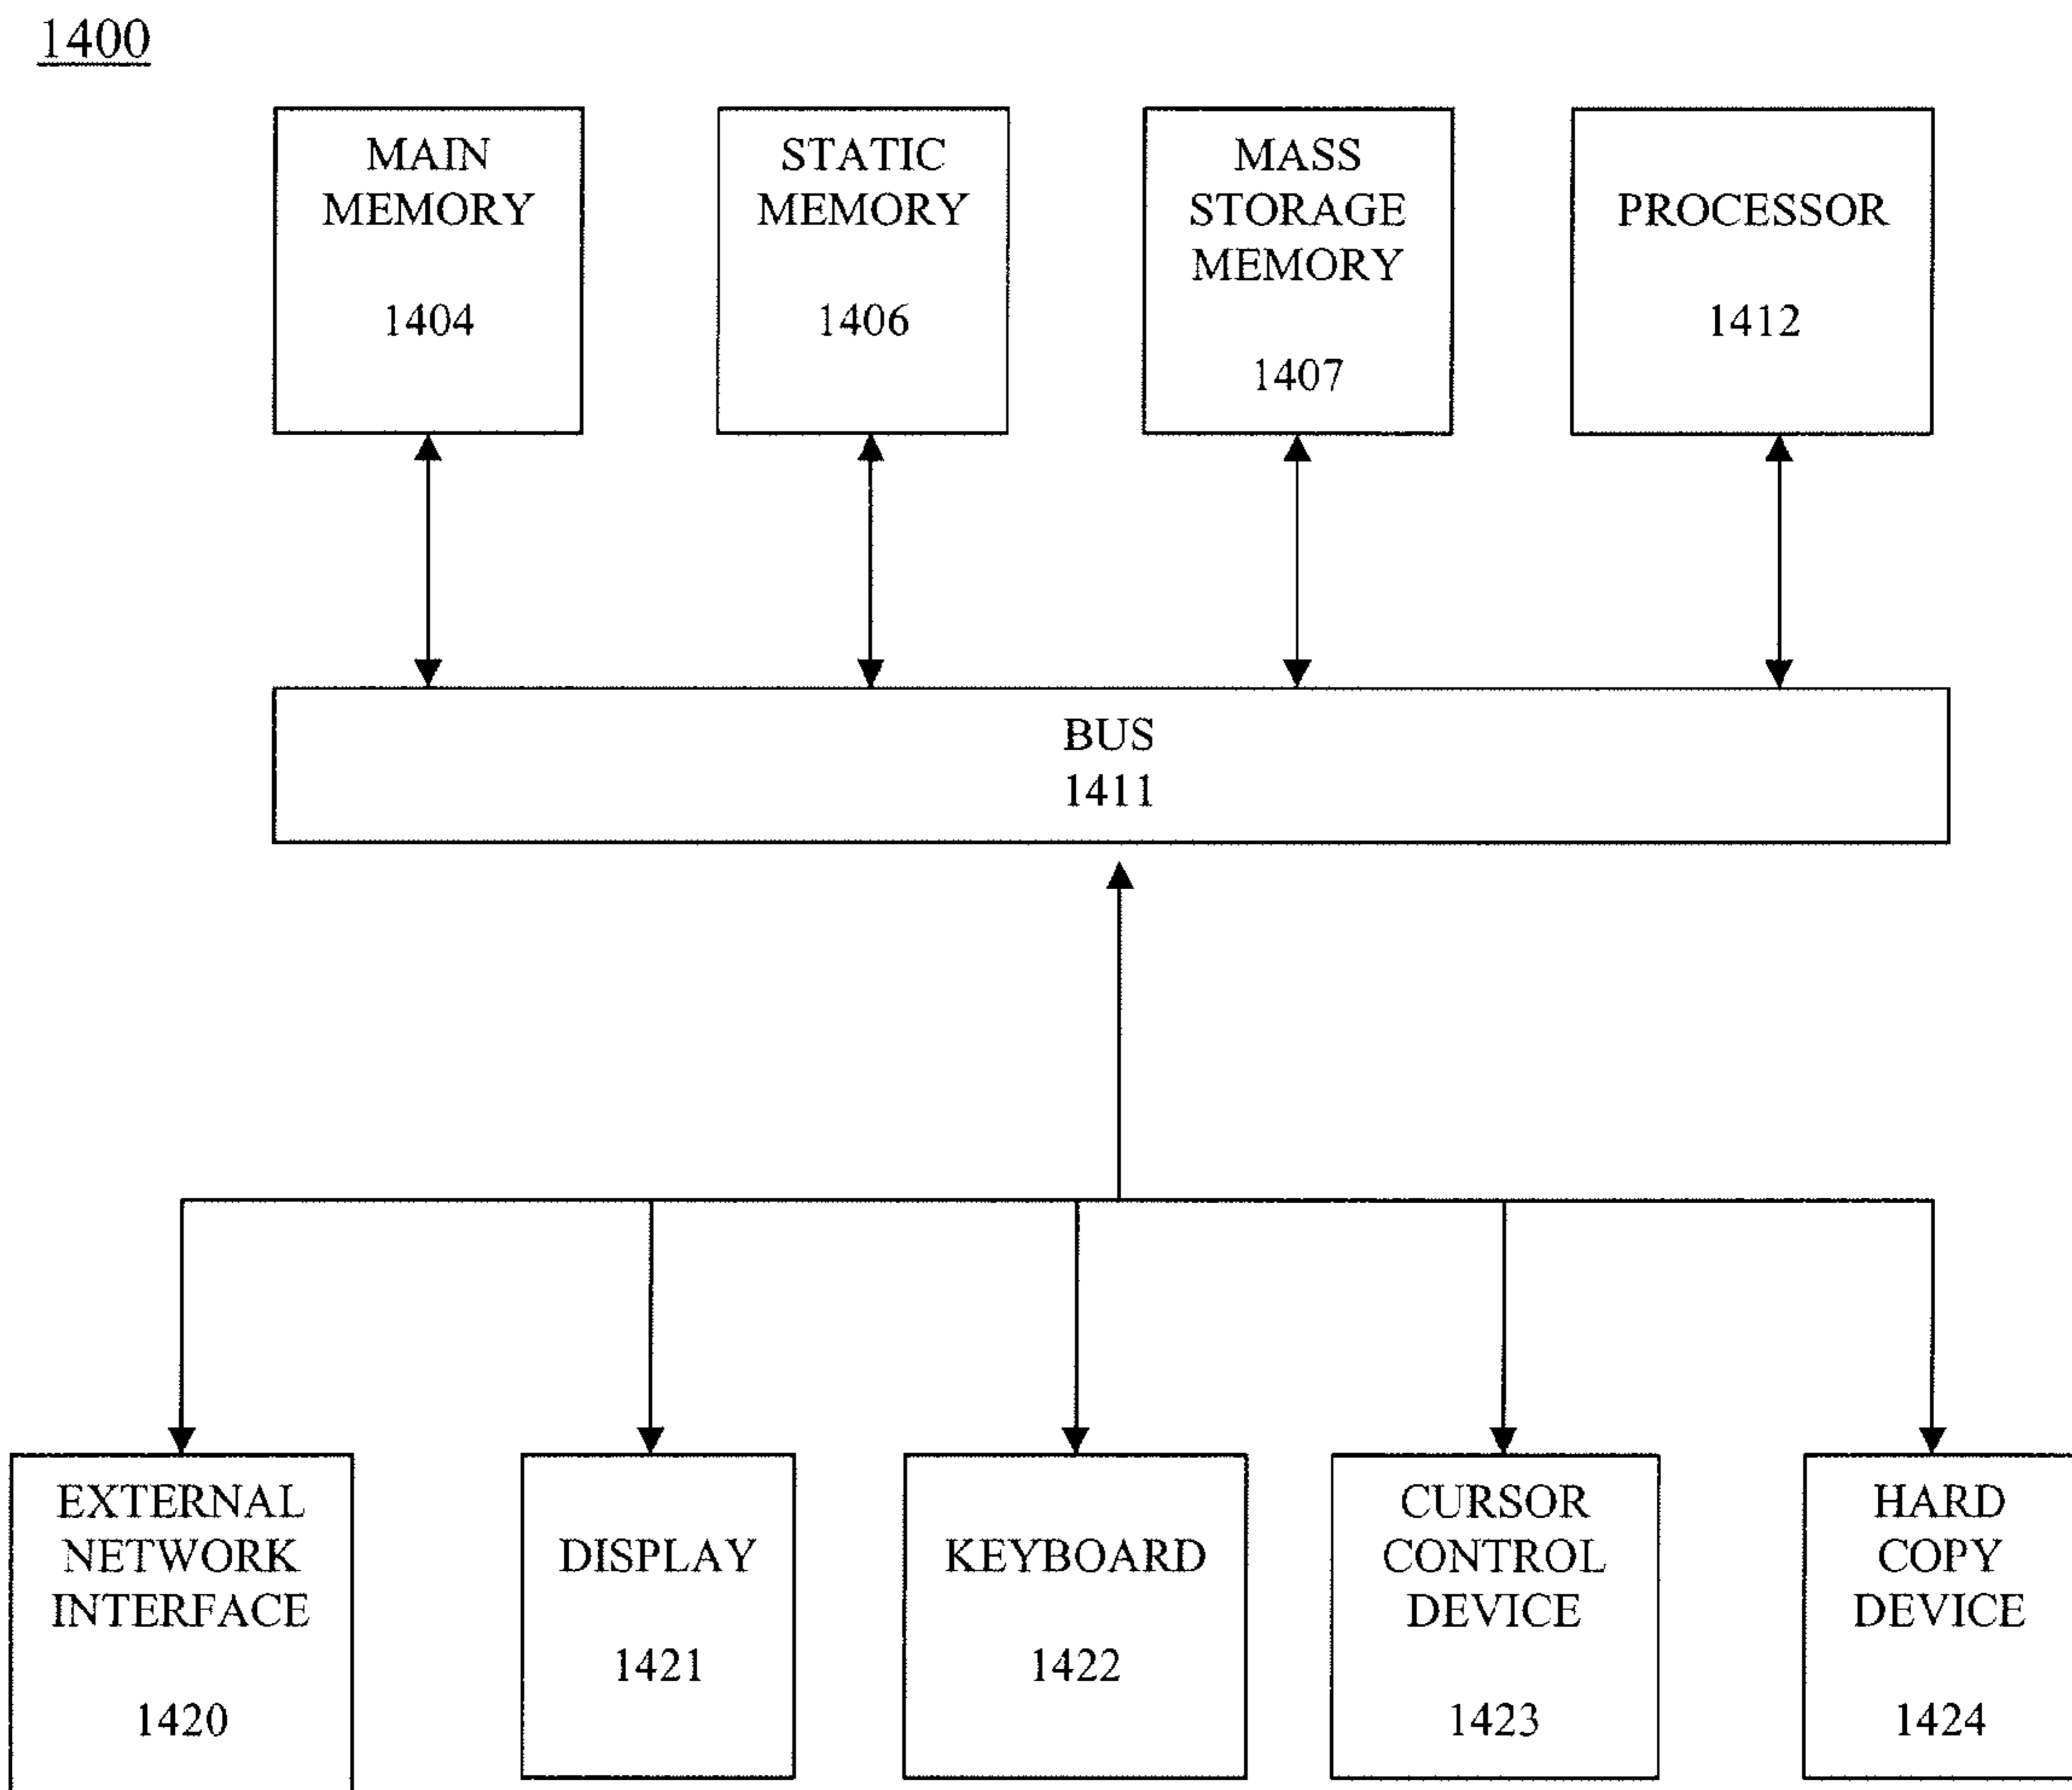 1400
MAIN
MEMORY
1404
STATIC
MEMORY
1406
MASS
STORAGE
MEMORY
1407
PROCESSOR
1412
BUS
1411
EXTERNAL
NETWORK
INTERFACE
1420
DISPLAY
1421
KEYBOARD
1422
CURSOR
CONTROL
DEVICE
1423
HARD
COPY
DEVICE
1424